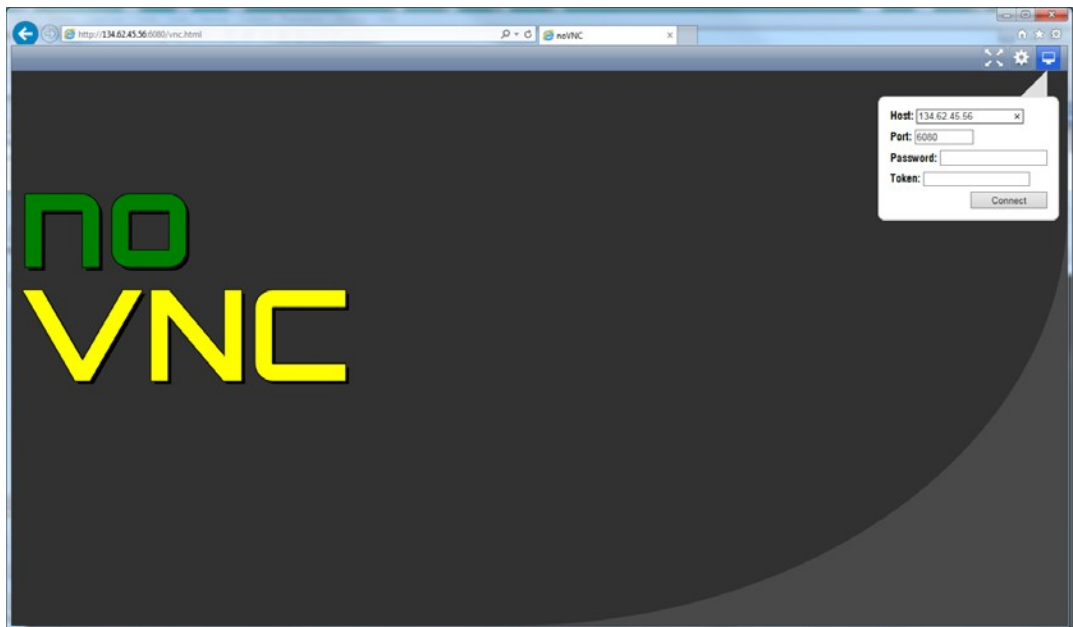 http://134.62.45.56:6080/vnc.html
noVNC
Host: 134.62.45.56
Port: 6080
Password:
Token:
Connect
no
VNC